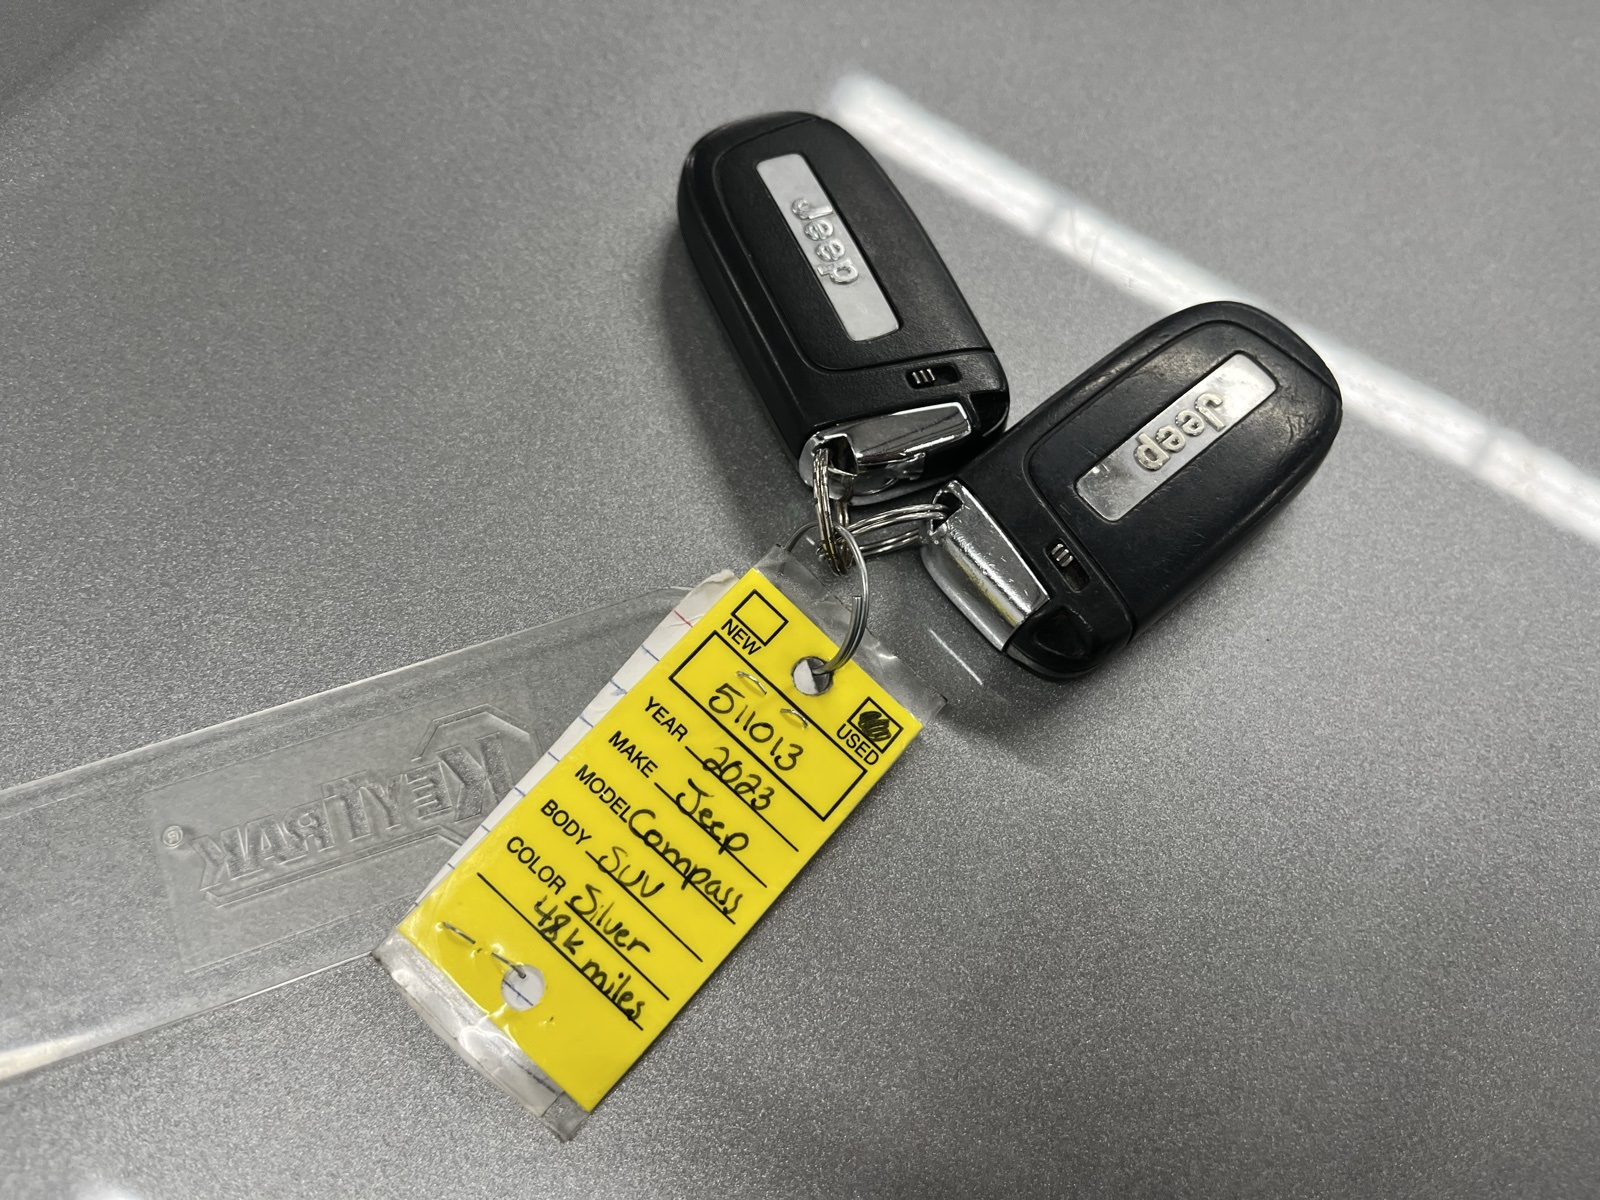 Jeep
Jeep
NEW
USED
511013
YEAR 2023
MAKE Jeep
MODEL Compass
BODY SUV
COLOR Silver
48k miles
KEYTRAK®